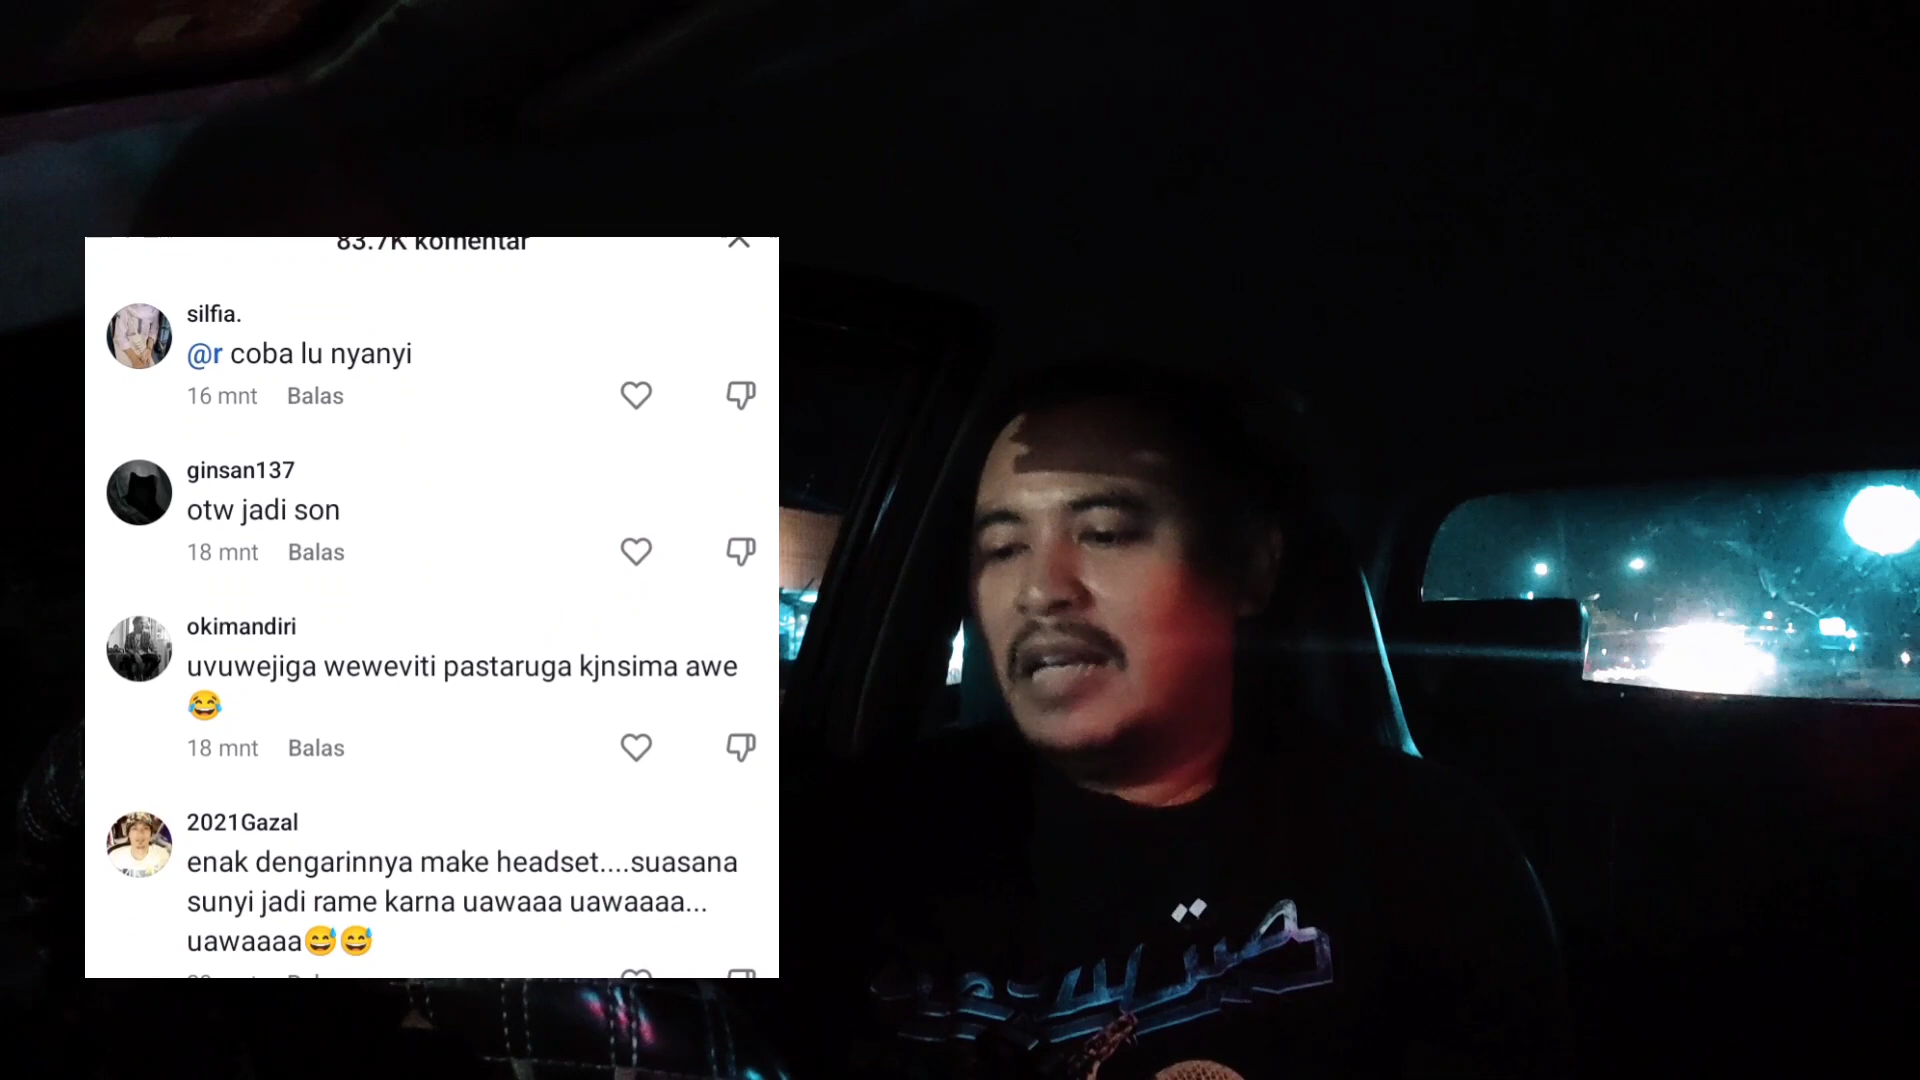 83.7K komentar
silfia.
@r coba lu nyanyi
16 mnt Balas
ginsan137
otw jadi son
18 mnt Balas
okimandiri
uvuwejiga weweviti pastaruga kjnsima awe
😂
18 mnt Balas
2021Gazal
enak dengarinnya make headset....suasana
sunyi jadi rame karna uawaaa uawaaaa...
uawaaaa😅😅